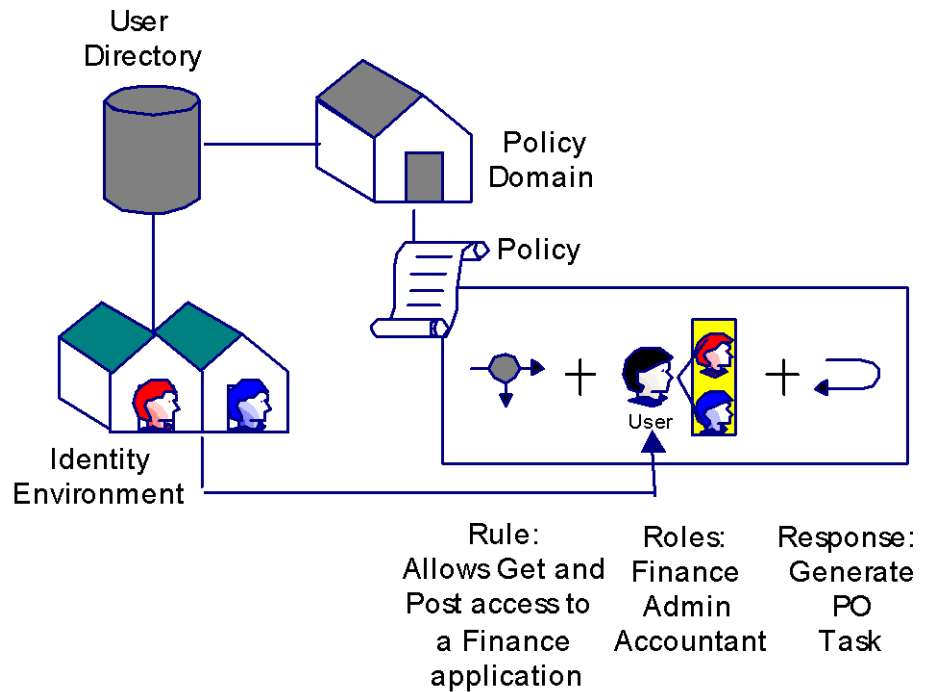 User
Directory
Policy
Domain
Policy
User
Identity
Environment
Rule:
Allows Get and
Post access to
a Finance
application
Roles:
Finance
Admin
Accountant
Response:
Generate
PO
Task